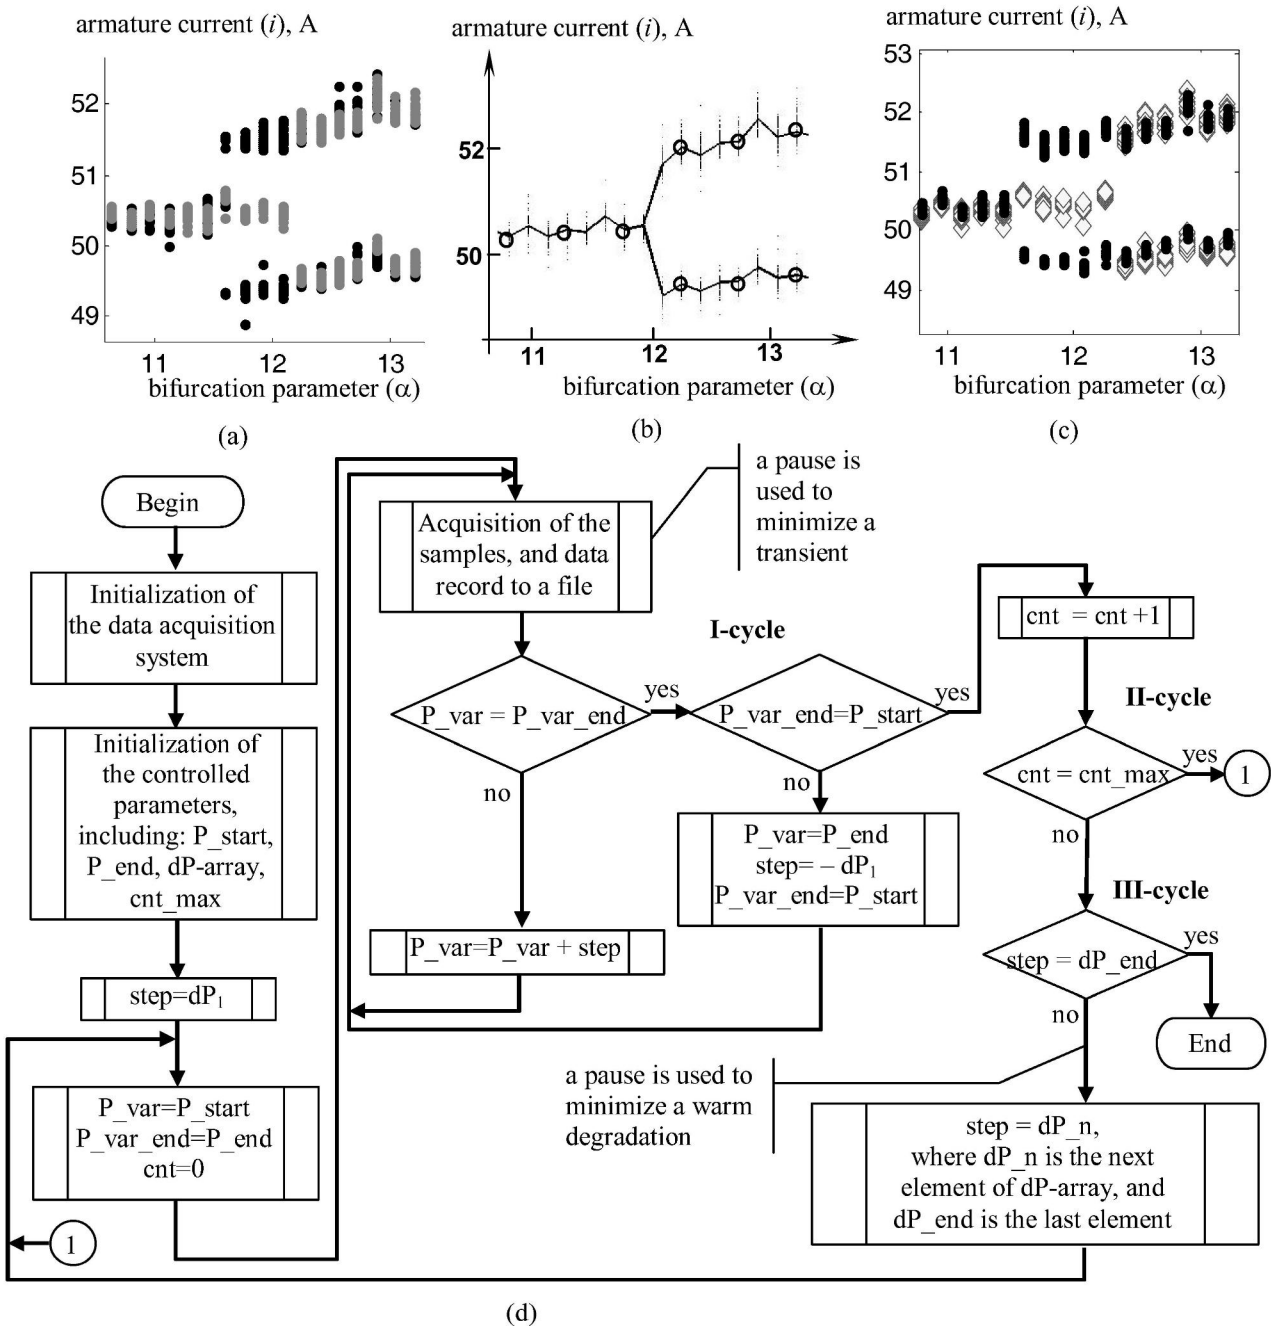 armature current (i), A
52
51
50
49
11
12
13
bifurcation parameter (α)
(a)
armature current (i), A
52
50
11
12
13
bifurcation parameter (α)
(b)
armature current (i), A
53
52
51
50
49
11
12
13
bifurcation parameter (α)
(c)
Begin
Initialization of
the data acquisition
system
Initialization of
the controlled
parameters,
including: P_start,
P_end, dP-array,
cnt_max
step=dP₁
P_var=P_start
P_var_end=P_end
cnt=0
1
Acquisition of the
samples, and data
record to a file
a pause is
used to
minimize a
transient
P_var = P_var_end
yes
no
P_var=P_var + step
I-cycle
P_var_end=P_start
yes
no
P_var=P_end
step= – dP₁
P_var_end=P_start
cnt = cnt +1
II-cycle
cnt = cnt_max
yes
1
no
III-cycle
step = dP_end
yes
no
End
a pause is used to
minimize a warm
degradation
step = dP_n,
where dP_n is the next
element of dP-array, and
dP_end is the last element
(d)